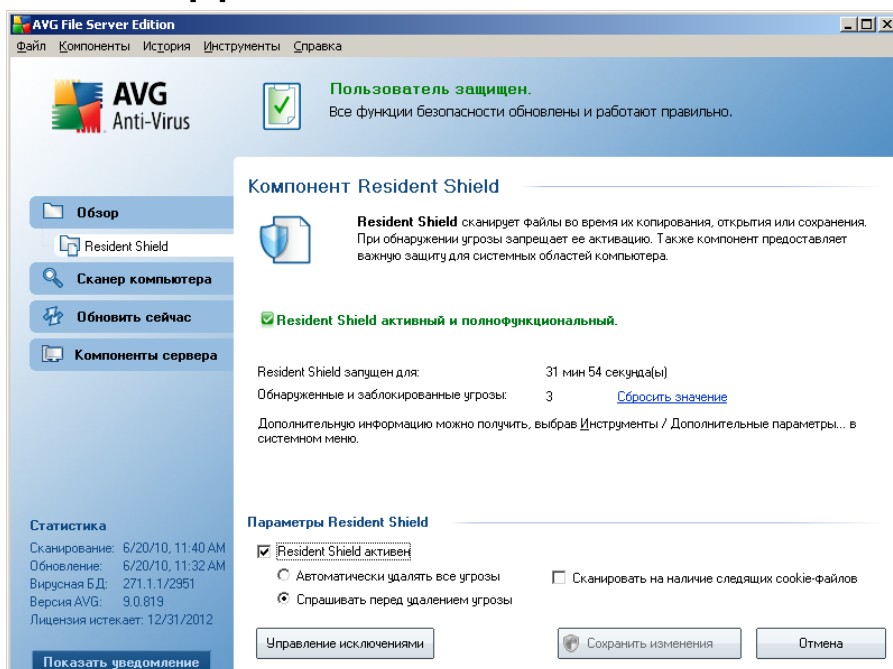 AVG File Server Edition
Файл Компоненты История Инструменты Справка
AVG
Anti-Virus
Пользователь защищен.
Все функции безопасности обновлены и работают правильно.
Обзор
Resident Shield
Сканер компьютера
Обновить сейчас
Компоненты сервера
Статистика
Сканирование: 6/20/10, 11:40 AM
Обновление: 6/20/10, 11:32 AM
Вирусная БД: 271.1.1/2951
Версия AVG: 9.0.819
Лицензия истекает: 12/31/2012
Показать уведомление
Компонент Resident Shield
Resident Shield сканирует файлы во время их копирования, открытия или сохранения.
При обнаружении угрозы запрещает ее активацию. Также компонент предоставляет
важную защиту для системных областей компьютера.
Resident Shield активный и полнофункциональный.
Resident Shield запущен для: 31 мин 54 секунда(ы)
Обнаруженные и заблокированные угрозы: 3 Сбросить значение
Дополнительную информацию можно получить, выбрав Инструменты / Дополнительные параметры... в
системном меню.
Параметры Resident Shield
Resident Shield активен
Автоматически удалять все угрозы
Сканировать на наличие следящих cookie-файлов
Спрашивать перед удалением угрозы
Управление исключениями
Сохранить изменения
Отмена